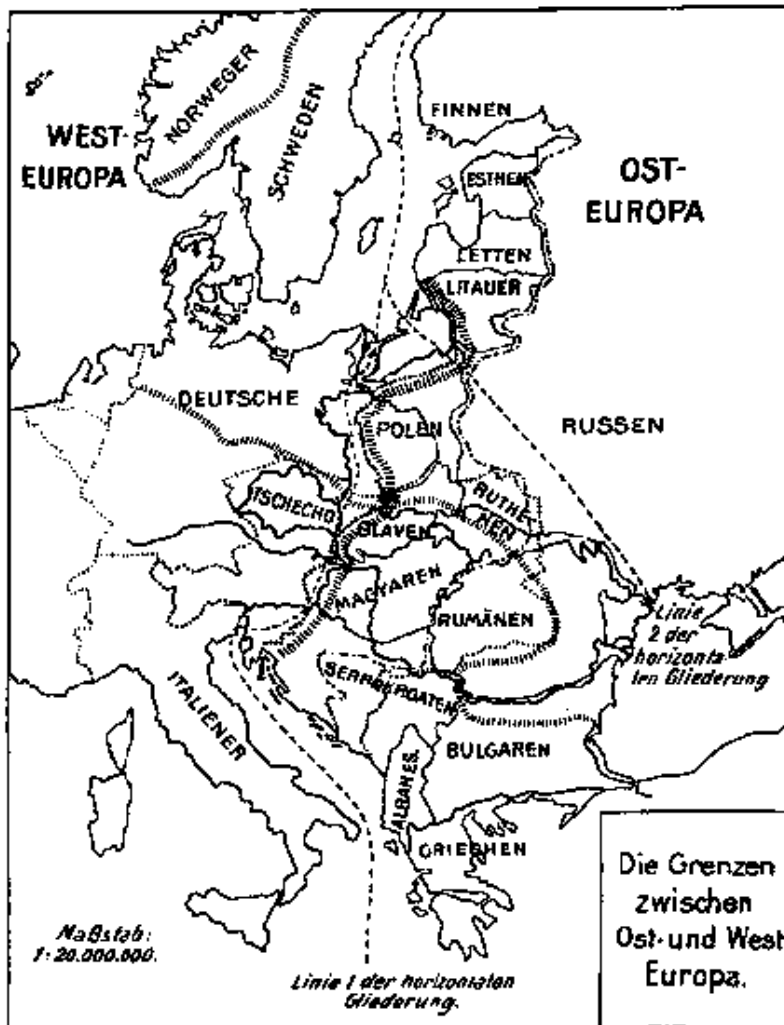 WEST-
EUROPA
NORWEGER
SCHWEDEN
FINNEN
OST-
EUROPA
ESTHEN
LETTEN
LITAUER
DEUTSCHE
POLEN
RUSSEN
TSCHECHO
SLAVEN
RUTHE-
NEN
MAGYAREN
RUMÄNEN
Linie
2 der
horizonta
len Gliederung
ITALIENER
SERBOKROATEN
BULGAREN
ALBANES.
GRIECHEN
Maßstab:
1:20.000.000.
Linie 1 der horizontalen
Gliederung.
Die Grenzen
zwischen
Ost- und West
Europa.